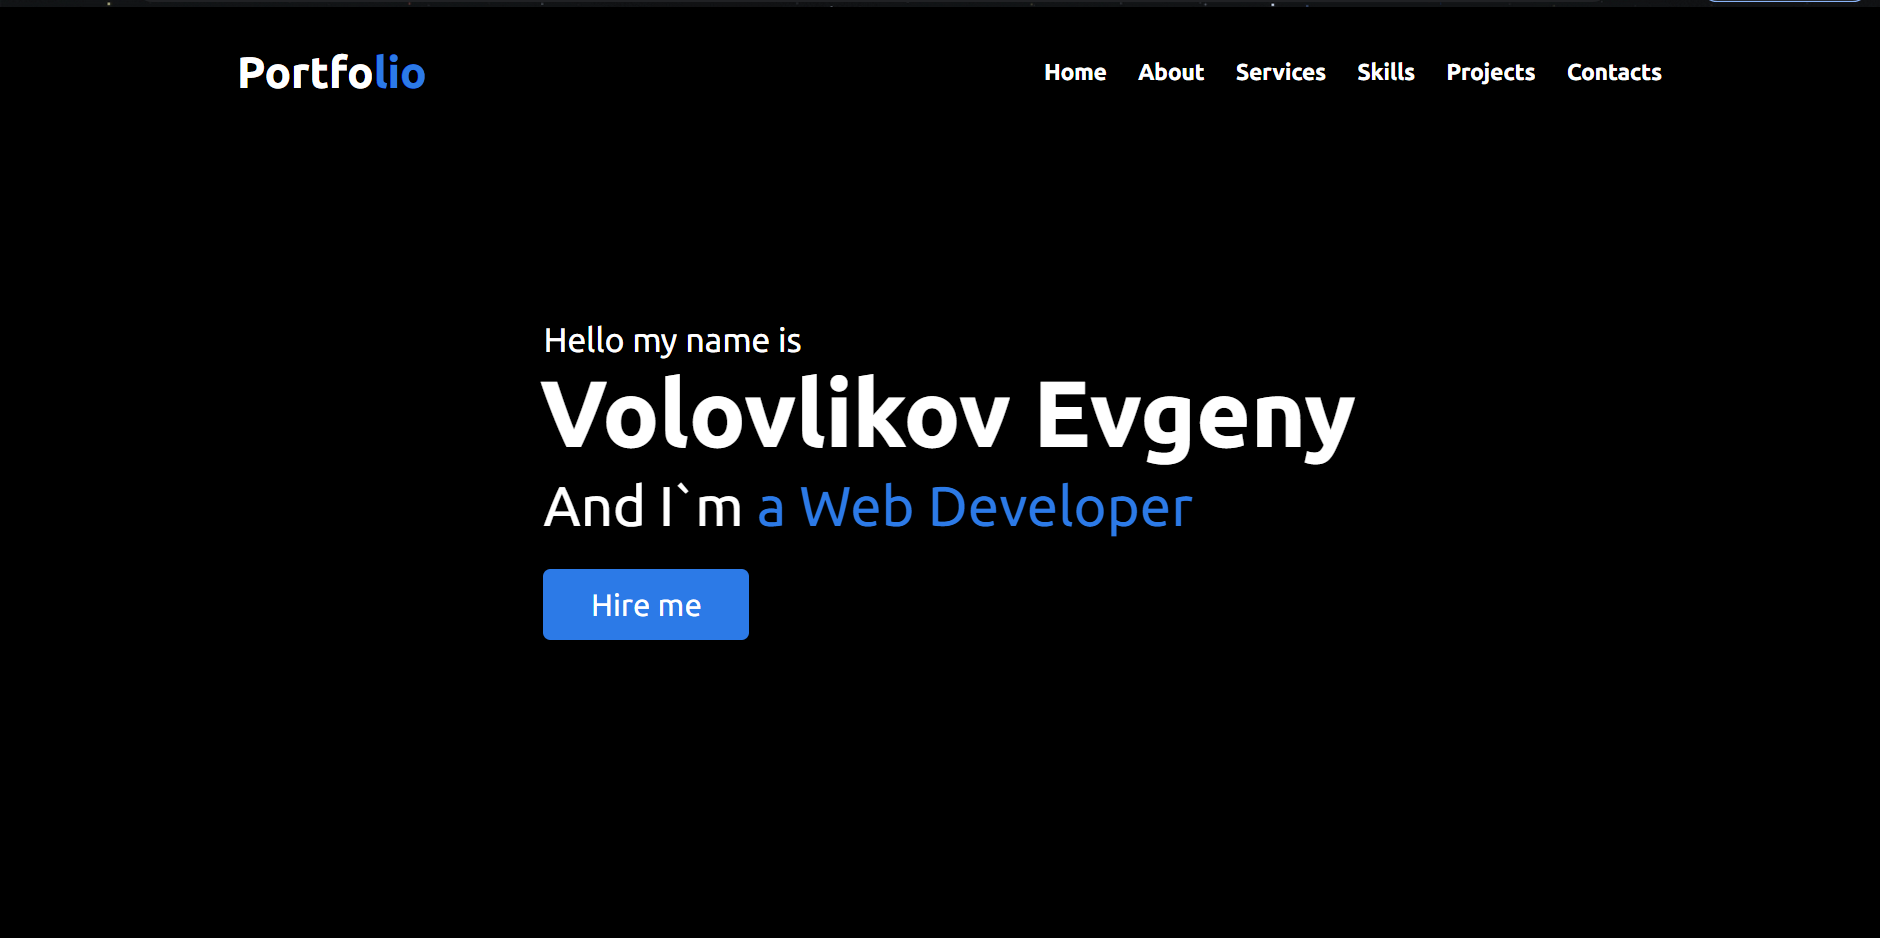 Portfolio
Home About Services Skills Projects Contacts
Hello my name is
Volovlikov Evgeny
And I`m a Web Developer
Hire me